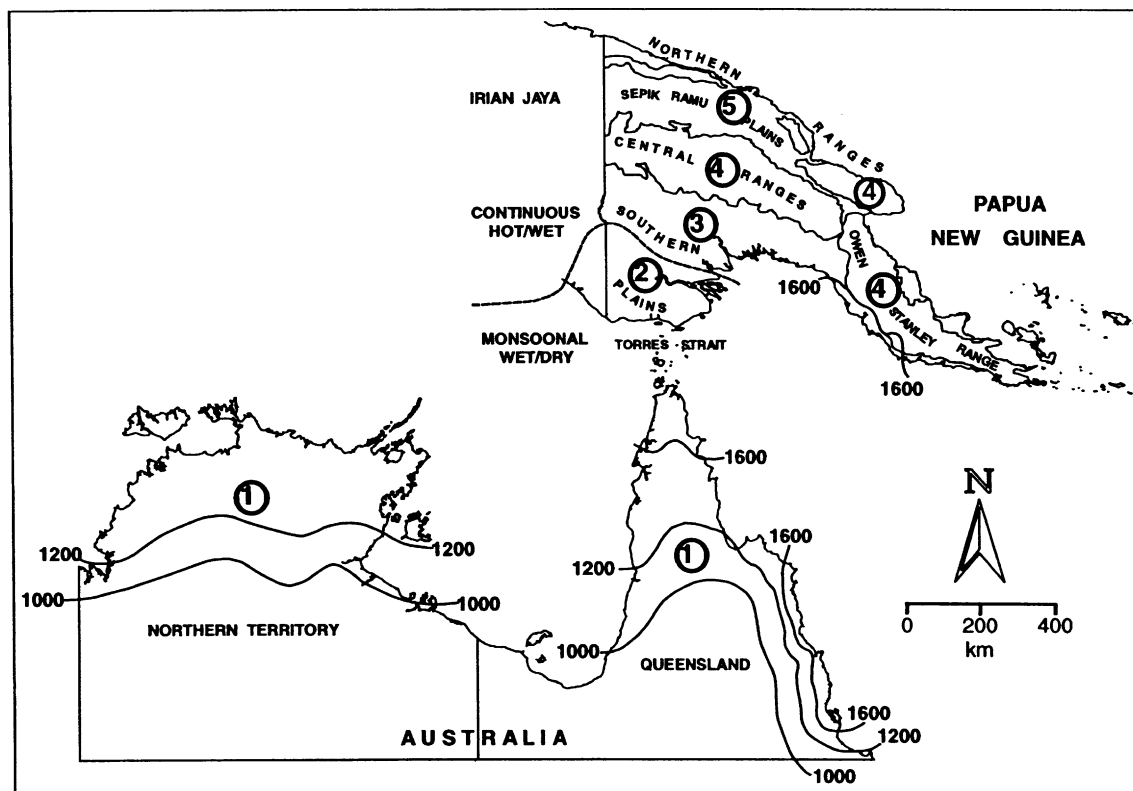 NORTHERN
RANGES
IRIAN JAYA
SEPIK RAMU
PLAINS
5
CENTRAL
RANGES
4
4
PAPUA
NEW GUINEA
CONTINUOUS
HOT/WET
SOUTHERN
PLAINS
3
2
OWEN
STANLEY
RANGE
4
1600
1600
MONSOONAL
WET/DRY
TORRES STRAIT
1600
1
1200
1200
1000
1000
NORTHERN TERRITORY
1200
1
1600
1000
QUEENSLAND
1600
1200
1000
AUSTRALIA
N
0 200 400
km